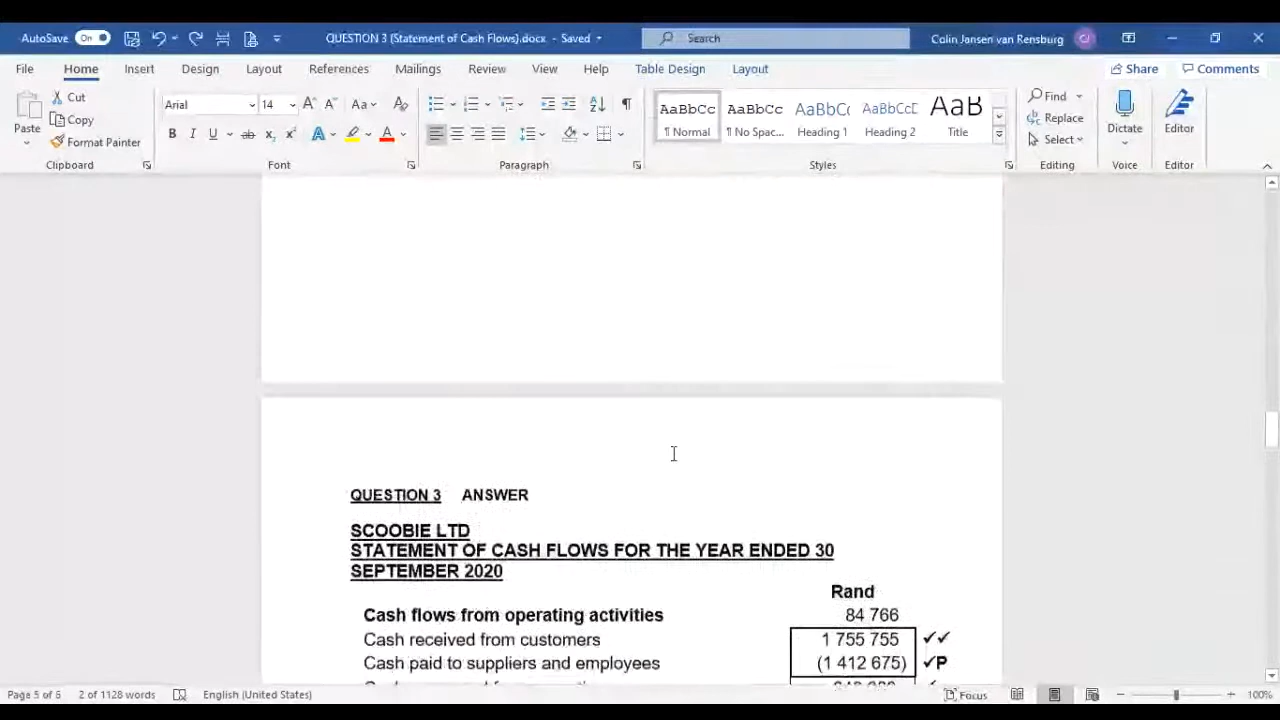 AutoSave On QUESTION 3 (Statement of Cash Flows).docx - Saved Search Colin Jansen van Rensburg CJ
File Home Insert Design Layout References Mailings Review View Help Table Design Layout Share Comments
Paste Cut Copy Format Painter
Clipboard
Arial 14
Font
Paragraph
AaBbCc AaBbCc AaBbC AaBbCcD AaB
¶ Normal ¶ No Spac... Heading 1 Heading 2 Title
Styles
Find
Replace
Select
Editing
Dictate
Voice
Editor
Editor
QUESTION 3 ANSWER
SCOOBIE LTD
STATEMENT OF CASH FLOWS FOR THE YEAR ENDED 30
SEPTEMBER 2020
Rand
Cash flows from operating activities 84 766
Cash received from customers 1 755 755 ✓✓
Cash paid to suppliers and employees (1 412 675) ✓P
Page 5 of 6 2 of 1128 words English (United States) Focus 100%